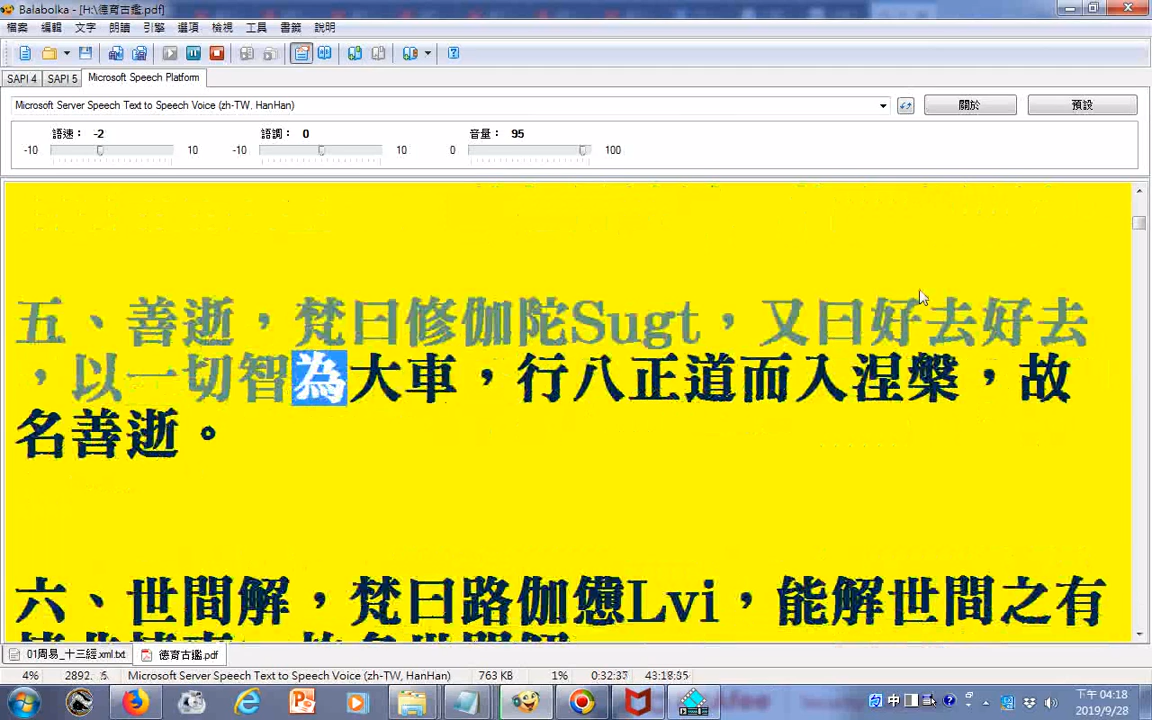 Balabolka - [H:\德育古鑑.pdf]
檔案 編輯 文字 朗讀 引擎 選項 檢視 工具 書籤 說明
SAPI 4 SAPI 5 Microsoft Speech Platform
Microsoft Server Speech Text to Speech Voice (zh-TW, HanHan) 關於 預設
語速： -2 語調： 0 音量： 95
-10 10 -10 10 0 100
五、善逝，梵曰修伽陀Sugt，又曰好去好去
，以一切智為大車，行八正道而入涅槃，故
名善逝。
六、世間解，梵曰路伽憊Lvi，能解世間之有
01周易_十三經.xml.txt 德育古鑑.pdf
4% Microsoft Server Speech Text to Speech Voice (zh-TW, HanHan) 763 KB 1% 0:32:37 43:18:35
中 下午 04:18
2019/9/28